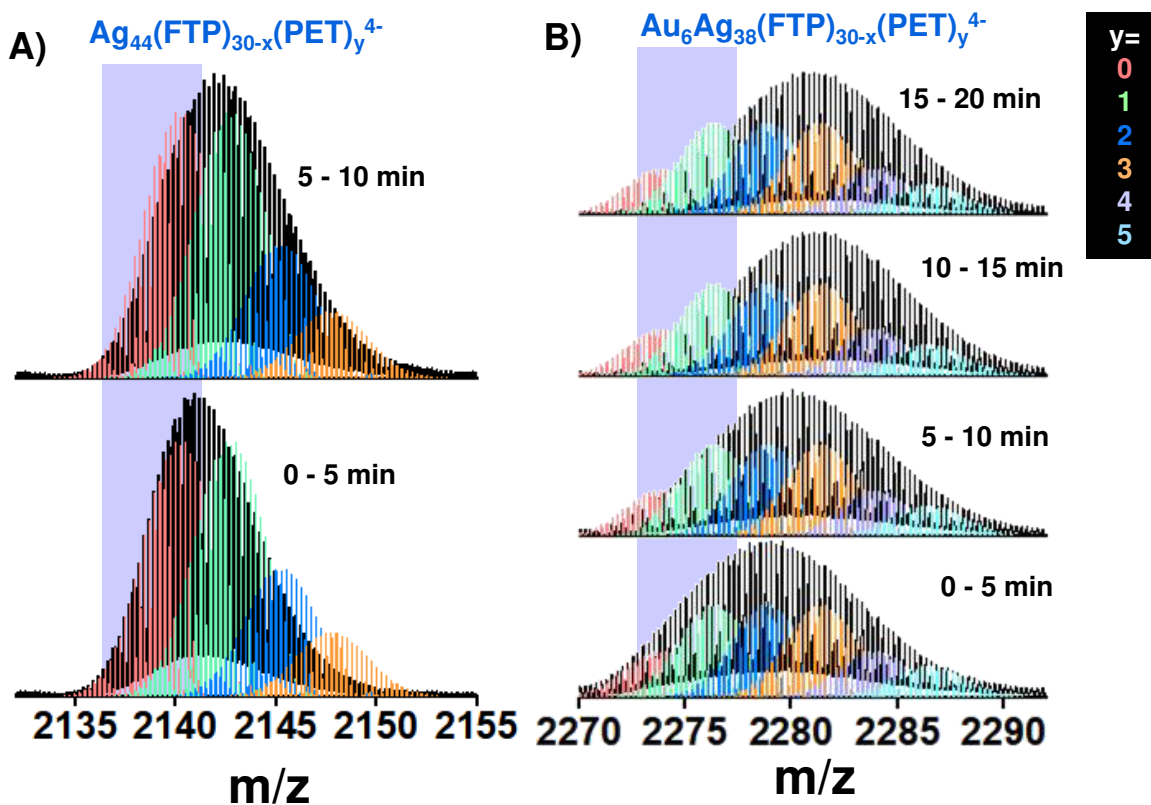 A)
Ag44(FTP)30-x(PET)y4-
5 - 10 min
0 - 5 min
2135 2140 2145 2150 2155
m/z
B)
Au6Ag38(FTP)30-x(PET)y4-
15 - 20 min
10 - 15 min
5 - 10 min
0 - 5 min
2270 2275 2280 2285 2290
m/z
y=
0
1
2
3
4
5